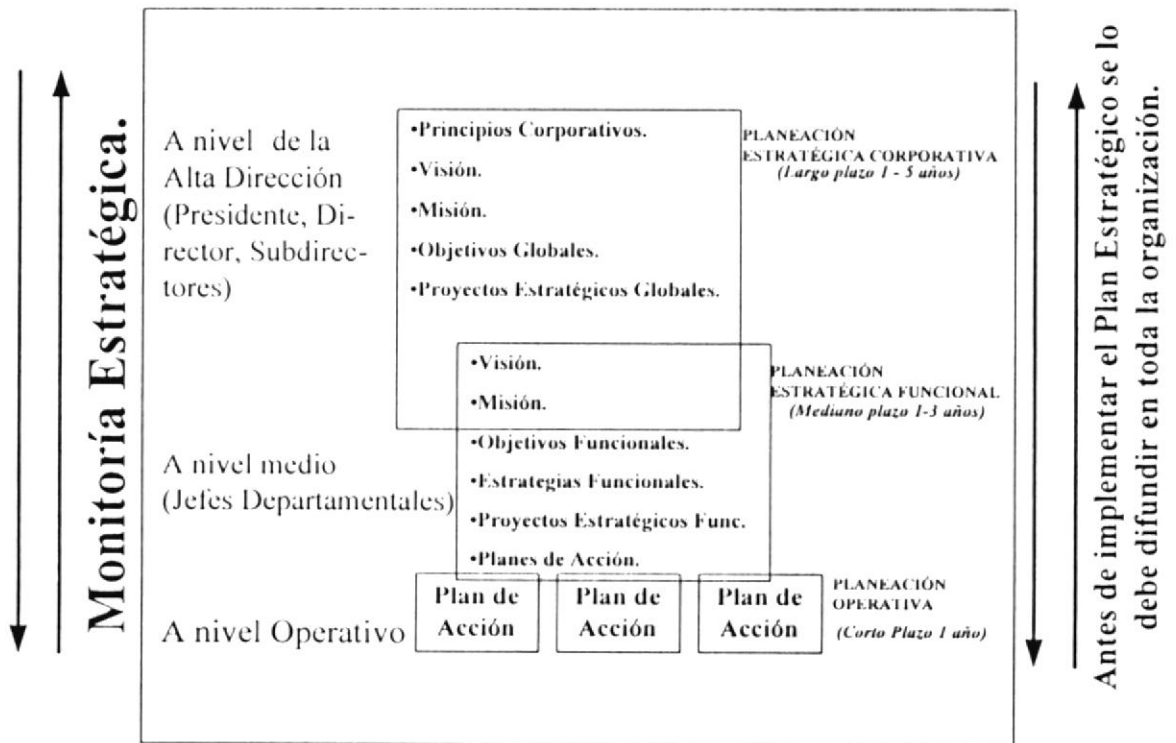 Monitoría Estratégica.
A nivel de la
Alta Dirección
(Presidente, Di-
rector, Subdirec-
tores)
•Principios Corporativos.
•Visión.
•Misión.
•Objetivos Globales.
•Proyectos Estratégicos Globales.
PLANEACIÓN
ESTRATÉGICA CORPORATIVA
(Largo plazo 1 - 5 años)
•Visión.
•Misión.
•Objetivos Funcionales.
•Estrategias Funcionales.
•Proyectos Estratégicos Func.
•Planes de Acción.
PLANEACIÓN
ESTRATÉGICA FUNCIONAL
(Mediano plazo 1-3 años)
A nivel medio
(Jefes Departamentales)
A nivel Operativo
Plan de
Acción
Plan de
Acción
Plan de
Acción
PLANEACIÓN
OPERATIVA
(Corto Plazo 1 año)
Antes de implementar el Plan Estratégico se lo
debe difundir en toda la organización.